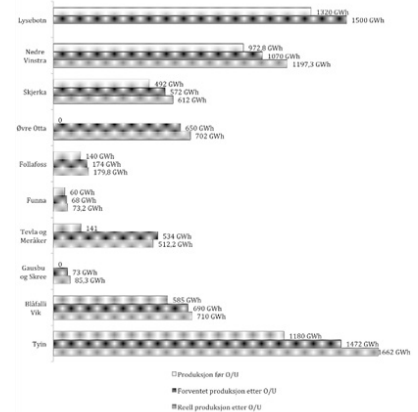 1320 GWh
Lysebotn
1500 GWh
972,8 GWh
Nedre
1070 GWh
Vinstra
1197,3 GWh
492 GWh
Skjerka
572 GWh
612 GWh
0
Øvre Otta
650 GWh
702 GWh
140 GWh
Follafoss
174 GWh
179,8 GWh
60 GWh
Funna
68 GWh
73,2 GWh
141
Tevla og
534 GWh
Meråker
512,2 GWh
0
Gausbu
73 GWh
og Skree
85,3 GWh
585 GWh
Blåfalli
690 GWh
Vik
710 GWh
1180 GWh
Tyin
1472 GWh
1662 GWh
Produksjon før O/U
Forventet produksjon etter O/U
Reell produksjon etter O/U